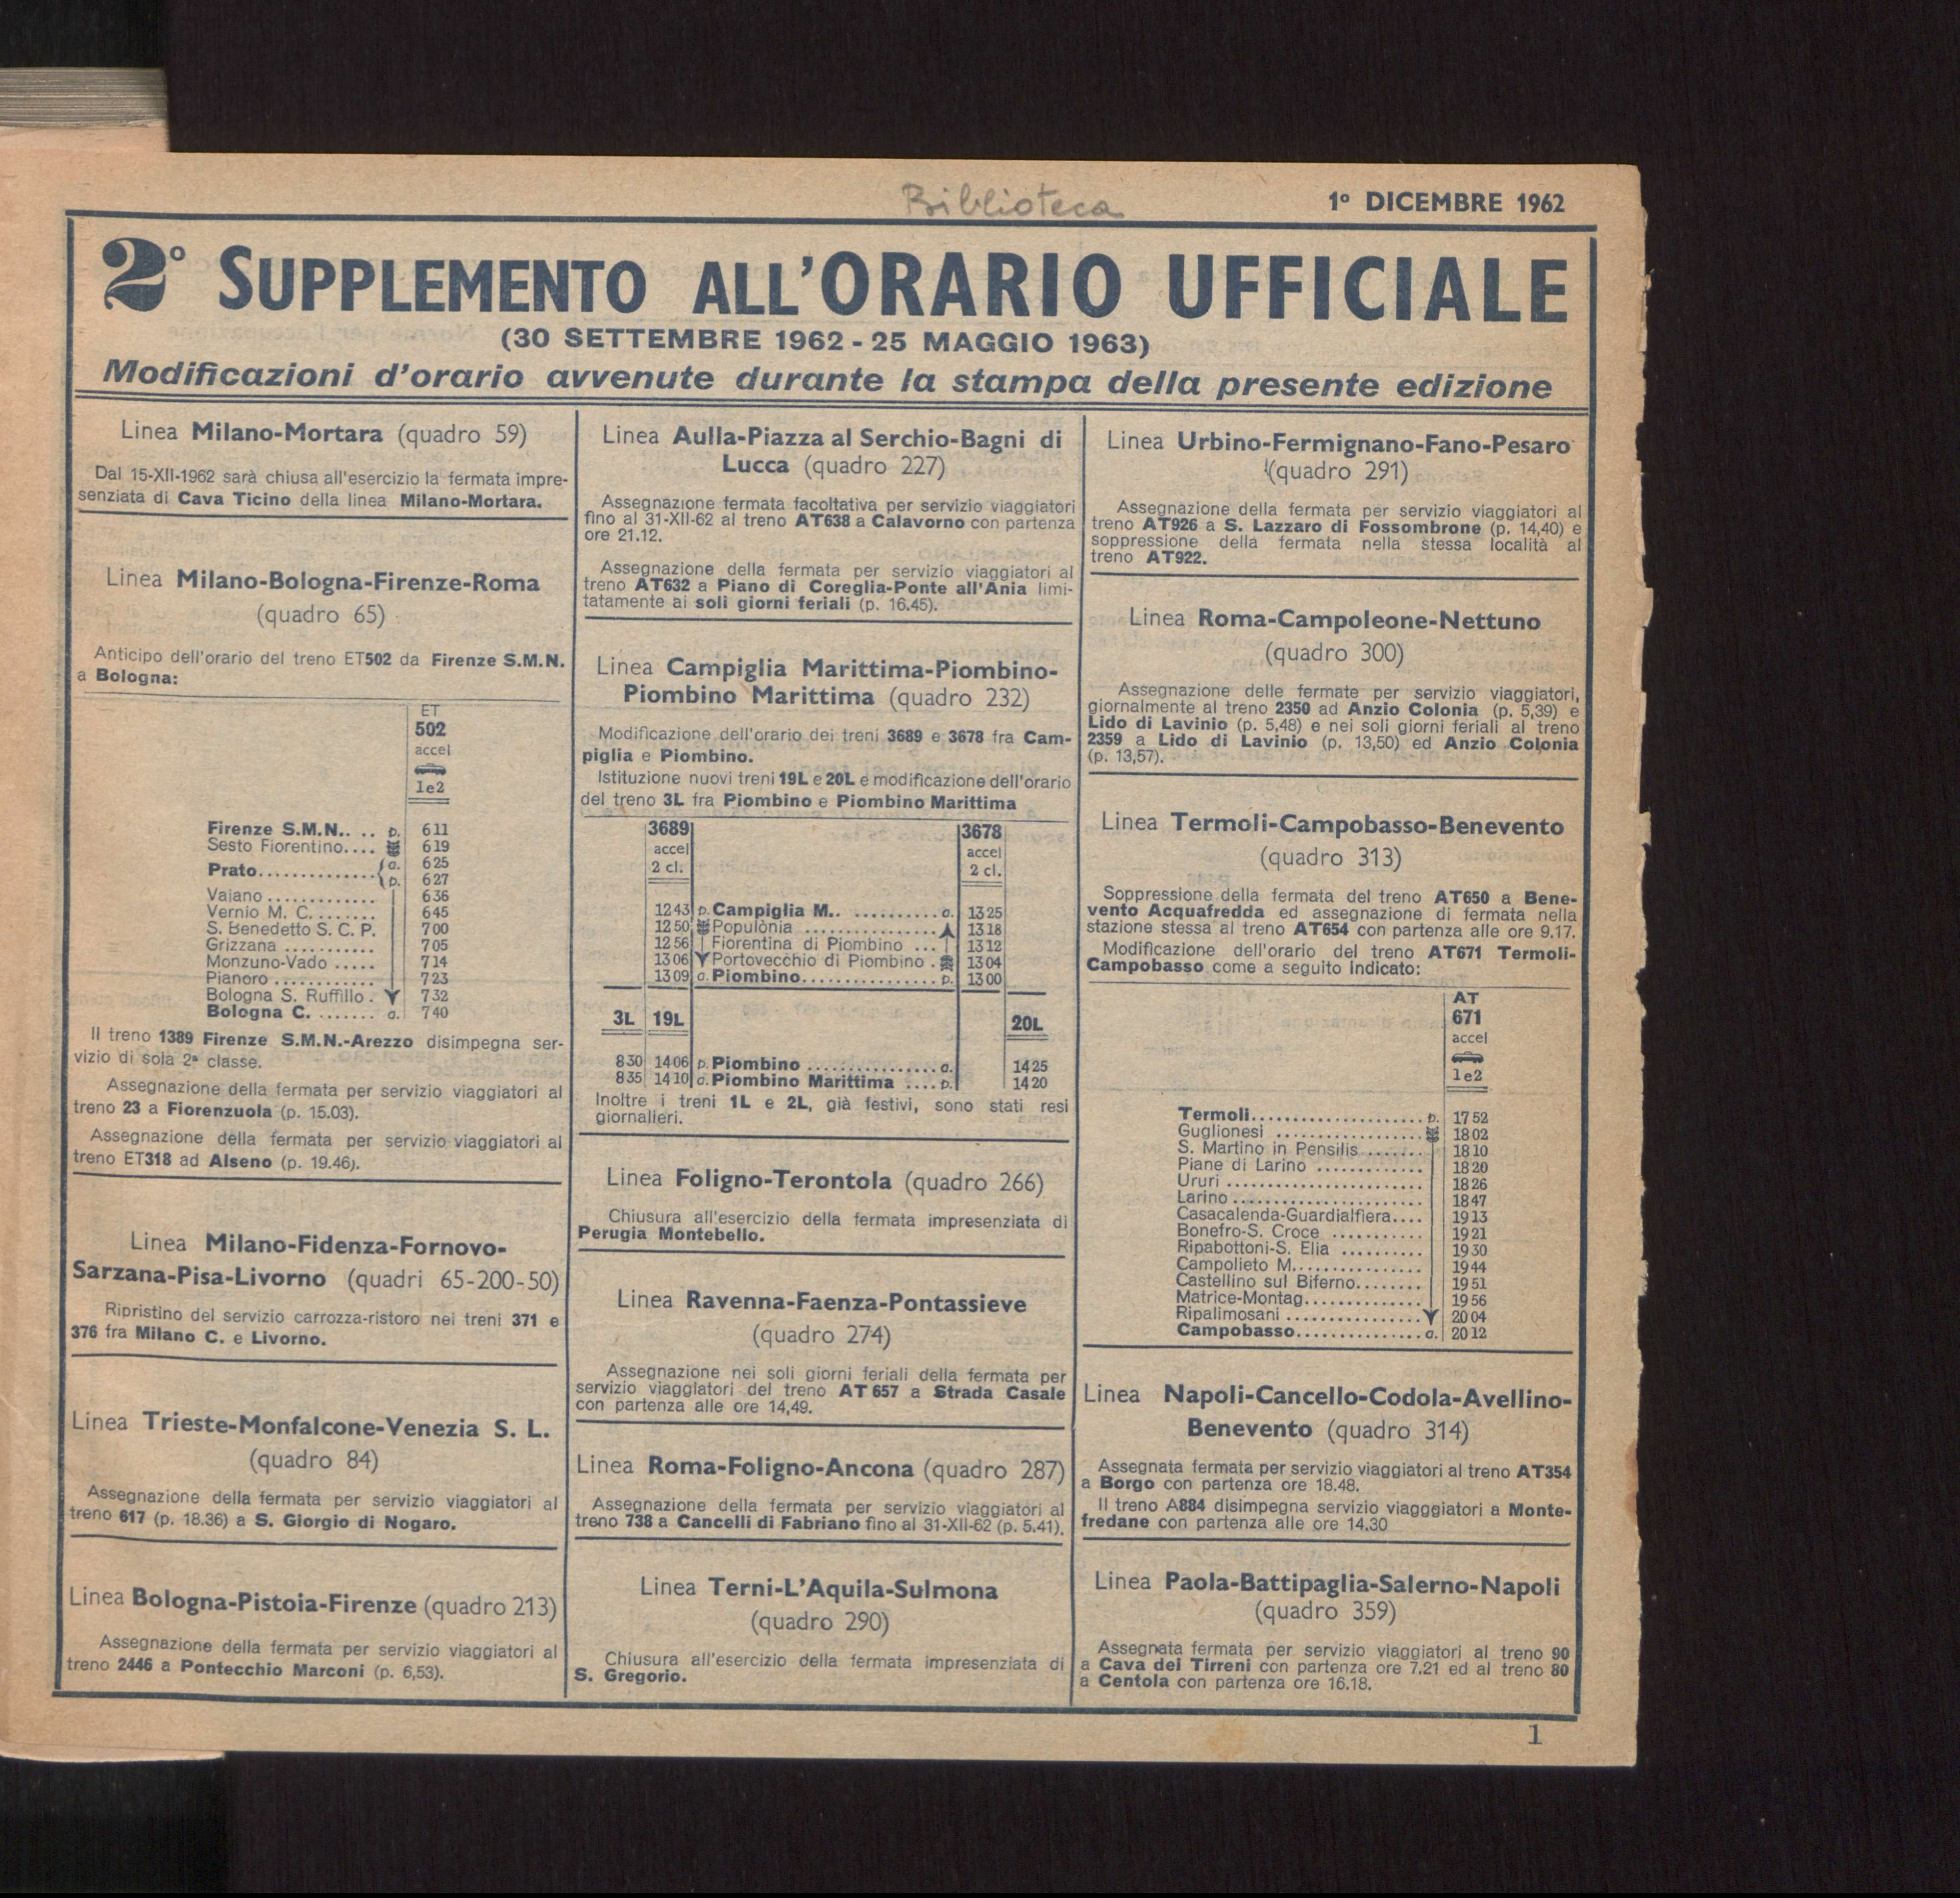 Biblioteca
1° DICEMBRE 1962
2° SUPPLEMENTO ALL'ORARIO UFFICIALE
(30 SETTEMBRE 1962 - 25 MAGGIO 1963)
Modificazioni d'orario avvenute durante la stampa della presente edizione
Linea Milano-Mortara (quadro 59)
Dal 15-XII-1962 sarà chiusa all'esercizio la fermata impre-
senziata di Cava Ticino della linea Milano-Mortara.
Linea Milano-Bologna-Firenze-Roma
(quadro 65)
Anticipo dell'orario del treno ET502 da Firenze S.M.N.
a Bologna:
ET
502
accel
1e2
Firenze S.M.N.. .. p. 611
Sesto Fiorentino.... 619
Prato.............. a. 625
p. 627
Vaiano ............. 636
Vernio M. C. ........ 645
S. Benedetto S. C. P. 700
Grizzana ........... 705
Monzuno-Vado ..... 714
Pianoro ............ 723
Bologna S. Ruffillo . 732
Bologna C. ....... a. 740
Il treno 1389 Firenze S.M.N.-Arezzo disimpegna ser-
vizio di sola 2ª classe.
Assegnazione della fermata per servizio viaggiatori al
treno 23 a Fiorenzuola (p. 15.03).
Assegnazione della fermata per servizio viaggiatori al
treno ET318 ad Alseno (p. 19.46).
Linea Milano-Fidenza-Fornovo-
Sarzana-Pisa-Livorno (quadri 65-200-50)
Ripristino del servizio carrozza-ristoro nei treni 371 e
376 fra Milano C. e Livorno.
Linea Trieste-Monfalcone-Venezia S. L.
(quadro 84)
Assegnazione della fermata per servizio viaggiatori al
treno 617 (p. 18.36) a S. Giorgio di Nogaro.
Linea Bologna-Pistoia-Firenze (quadro 213)
Assegnazione della fermata per servizio viaggiatori al
treno 2446 a Pontecchio Marconi (p. 6,53).
Linea Aulla-Piazza al Serchio-Bagni di
Lucca (quadro 227)
Assegnazione fermata facoltativa per servizio viaggiatori
fino al 31-XII-62 al treno AT638 a Calavorno con partenza
ore 21.12.
Assegnazione della fermata per servizio viaggiatori al
treno AT632 a Piano di Coreglia-Ponte all'Ania limi-
tatamente ai soli giorni feriali (p. 16.45).
Linea Campiglia Marittima-Piombino-
Piombino Marittima (quadro 232)
Modificazione dell'orario dei treni 3689 e 3678 fra Cam-
piglia e Piombino.
Istituzione nuovi treni 19L e 20L e modificazione dell'orario
del treno 3L fra Piombino e Piombino Marittima
3689 3678
accel accel
2 cl. 2 cl.
1243 p. Campiglia M.. .......... a. 1325
1250 Populònia ................ 1318
1256 Fiorentina di Piombino ... 1312
1306 Portovecchio di Piombino . 1304
1309 a. Piombino................ p. 1300
3L 19L 20L
830 1406 p. Piombino ................ a. 1425
835 1410 a. Piombino Marittima .... p. 1420
Inoltre i treni 1L e 2L, già festivi, sono stati resi
giornalieri.
Linea Foligno-Terontola (quadro 266)
Chiusura all'esercizio della fermata impresenziata di
Perugia Montebello.
Linea Ravenna-Faenza-Pontassieve
(quadro 274)
Assegnazione nei soli giorni feriali della fermata per
servizio viaggiatori del treno AT 657 a Strada Casale
con partenza alle ore 14,49.
Linea Roma-Foligno-Ancona (quadro 287)
Assegnazione della fermata per servizio viaggiatori al
treno 738 a Cancelli di Fabriano fino al 31-XII-62 (p. 5.41).
Linea Terni-L'Aquila-Sulmona
(quadro 290)
Chiusura all'esercizio della fermata impresenziata di
S. Gregorio.
Linea Urbino-Fermignano-Fano-Pesaro
(quadro 291)
Assegnazione della fermata per servizio viaggiatori al
treno AT926 a S. Lazzaro di Fossombrone (p. 14,40) e
soppressione della fermata nella stessa località al
treno AT922.
Linea Roma-Campoleone-Nettuno
(quadro 300)
Assegnazione delle fermate per servizio viaggiatori,
giornalmente al treno 2350 ad Anzio Colonia (p. 5,39) e
Lido di Lavinio (p. 5,48) e nei soli giorni feriali al treno
2359 a Lido di Lavinio (p. 13,50) ed Anzio Colonia
(p. 13,57).
Linea Termoli-Campobasso-Benevento
(quadro 313)
Soppressione della fermata del treno AT650 a Bene-
vento Acquafredda ed assegnazione di fermata nella
stazione stessa al treno AT654 con partenza alle ore 9.17.
Modificazione dell'orario del treno AT671 Termoli-
Campobasso come a seguito indicato:
AT
671
accel
1e2
Termoli.................... p. 1752
Guglionesi ................. 1802
S. Martino in Pensilis ....... 1810
Piane di Larino ............. 1820
Ururi ........................ 1826
Larino ....................... 1847
Casacalenda-Guardialfiera.... 1913
Bonefro-S. Croce ........... 1921
Ripabottoni-S. Elia .......... 1930
Campolieto M................ 1944
Castellino sul Biferno........ 1951
Matrice-Montag.............. 1956
Ripalimosani ................ 2004
Campobasso............... a. 2012
Linea Napoli-Cancello-Codola-Avellino-
Benevento (quadro 314)
Assegnata fermata per servizio viaggiatori al treno AT354
a Borgo con partenza ore 18.48.
Il treno A884 disimpegna servizio viagggiatori a Monte-
fredane con partenza alle ore 14.30
Linea Paola-Battipaglia-Salerno-Napoli
(quadro 359)
Assegnata fermata per servizio viaggiatori al treno 90
a Cava dei Tirreni con partenza ore 7.21 ed al treno 80
a Centola con partenza ore 16.18.
1